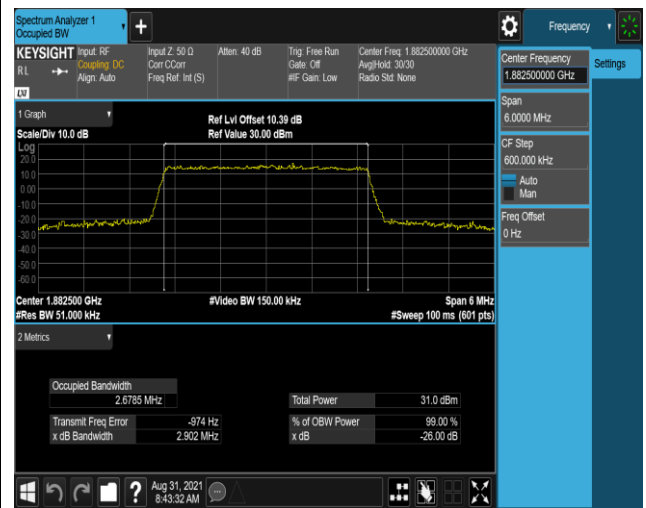 Spectrum Analyzer 1
Occupied BW
Frequency
KEYSIGHT
RL
LXI
Input: RF
Coupling: DC
Align: Auto
Input Z: 50 Ω
Corr CCorr
Freq Ref: Int (S)
Atten: 40 dB
Trig: Free Run
Gate: Off
#IF Gain: Low
Center Freq: 1.882500000 GHz
Avg|Hold: 30/30
Radio Std: None
Center Frequency
1.882500000 GHz
Settings
Span
6.0000 MHz
CF Step
600.000 kHz
Auto
Man
Freq Offset
0 Hz
1 Graph
Scale/Div 10.0 dB
Ref Lvl Offset 10.39 dB
Ref Value 30.00 dBm
Log
20.0
10.0
0.00
-10.0
-20.0
-30.0
-40.0
-50.0
-60.0
Center 1.882500 GHz
#Video BW 150.00 kHz
Span 6 MHz
#Res BW 51.000 kHz
#Sweep 100 ms (601 pts)
2 Metrics
Occupied Bandwidth
2.6785 MHz
Total Power 31.0 dBm
Transmit Freq Error -974 Hz
% of OBW Power 99.00 %
x dB Bandwidth 2.902 MHz
x dB -26.00 dB
?
Aug 31, 2021
8:43:32 AM